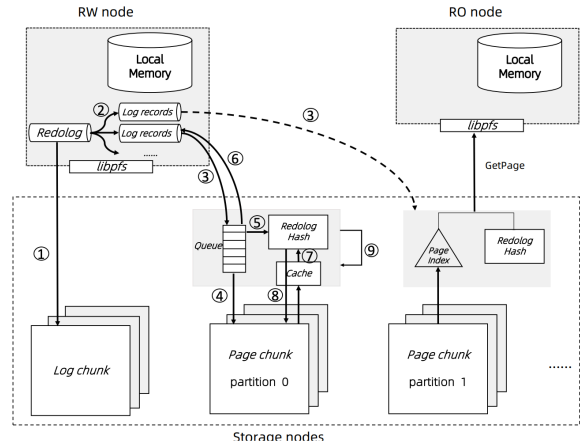 RW node
RO node
Local
Memory
Local
Memory
②
Log records
Redolog
Log records
......
libpfs
③
libpfs
③
⑥
GetPage
①
Queue
⑤
Redolog
Hash
⑨
⑦
Cache
④
⑧
Page
Index
Redolog
Hash
Log chunk
Page chunk
partition 0
Page chunk
partition 1
......
Storage nodes